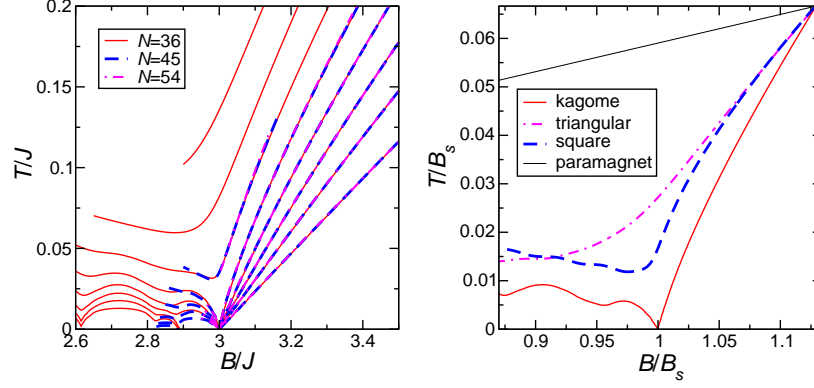 0.2
0.15
0.1
0.05
0
T/J
N=36
N=45
N=54
2.6 2.8 3 3.2 3.4
B/J
0.06
0.05
0.04
0.03
0.02
0.01
0
T/B_s
kagome
triangular
square
paramagnet
0.9 0.95 1 1.05 1.1
B/B_s